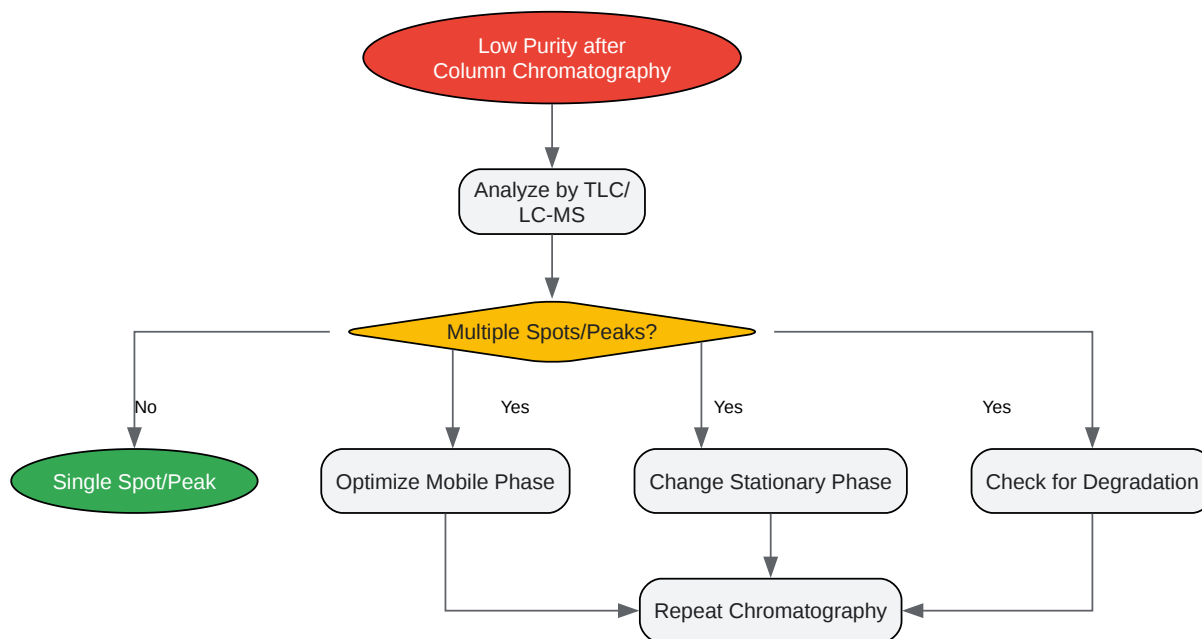 Low Purity after
Column Chromatography
Analyze by TLC/
LC-MS
Multiple Spots/Peaks?
No
Yes
Yes
Yes
Single Spot/Peak
Optimize Mobile Phase
Change Stationary Phase
Check for Degradation
Repeat Chromatography